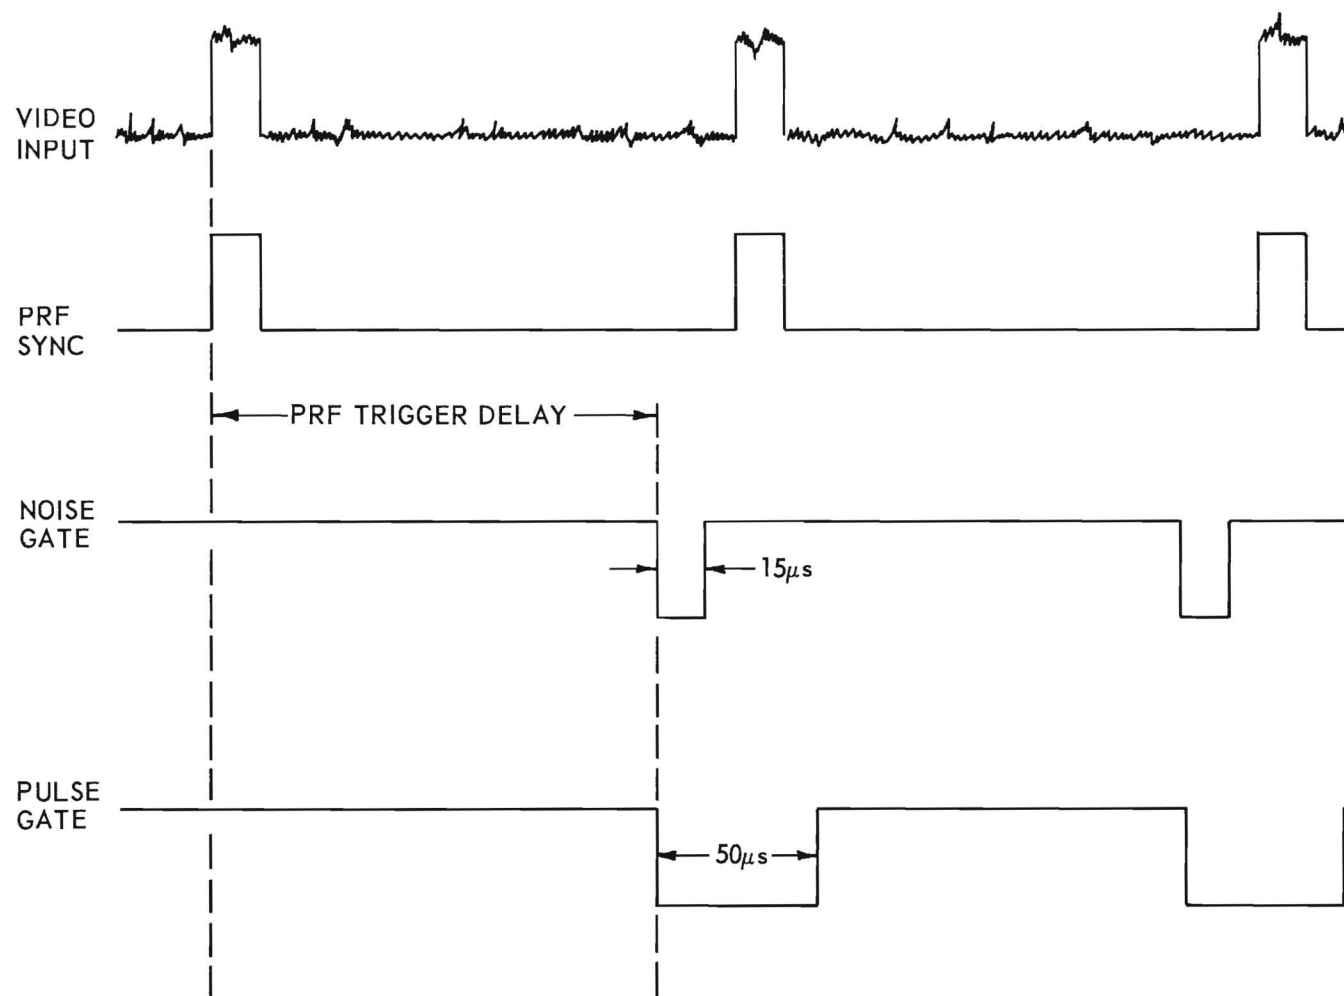 VIDEO
INPUT
PRF
SYNC
PRF TRIGGER DELAY
NOISE
GATE
15μs
PULSE
GATE
50μs